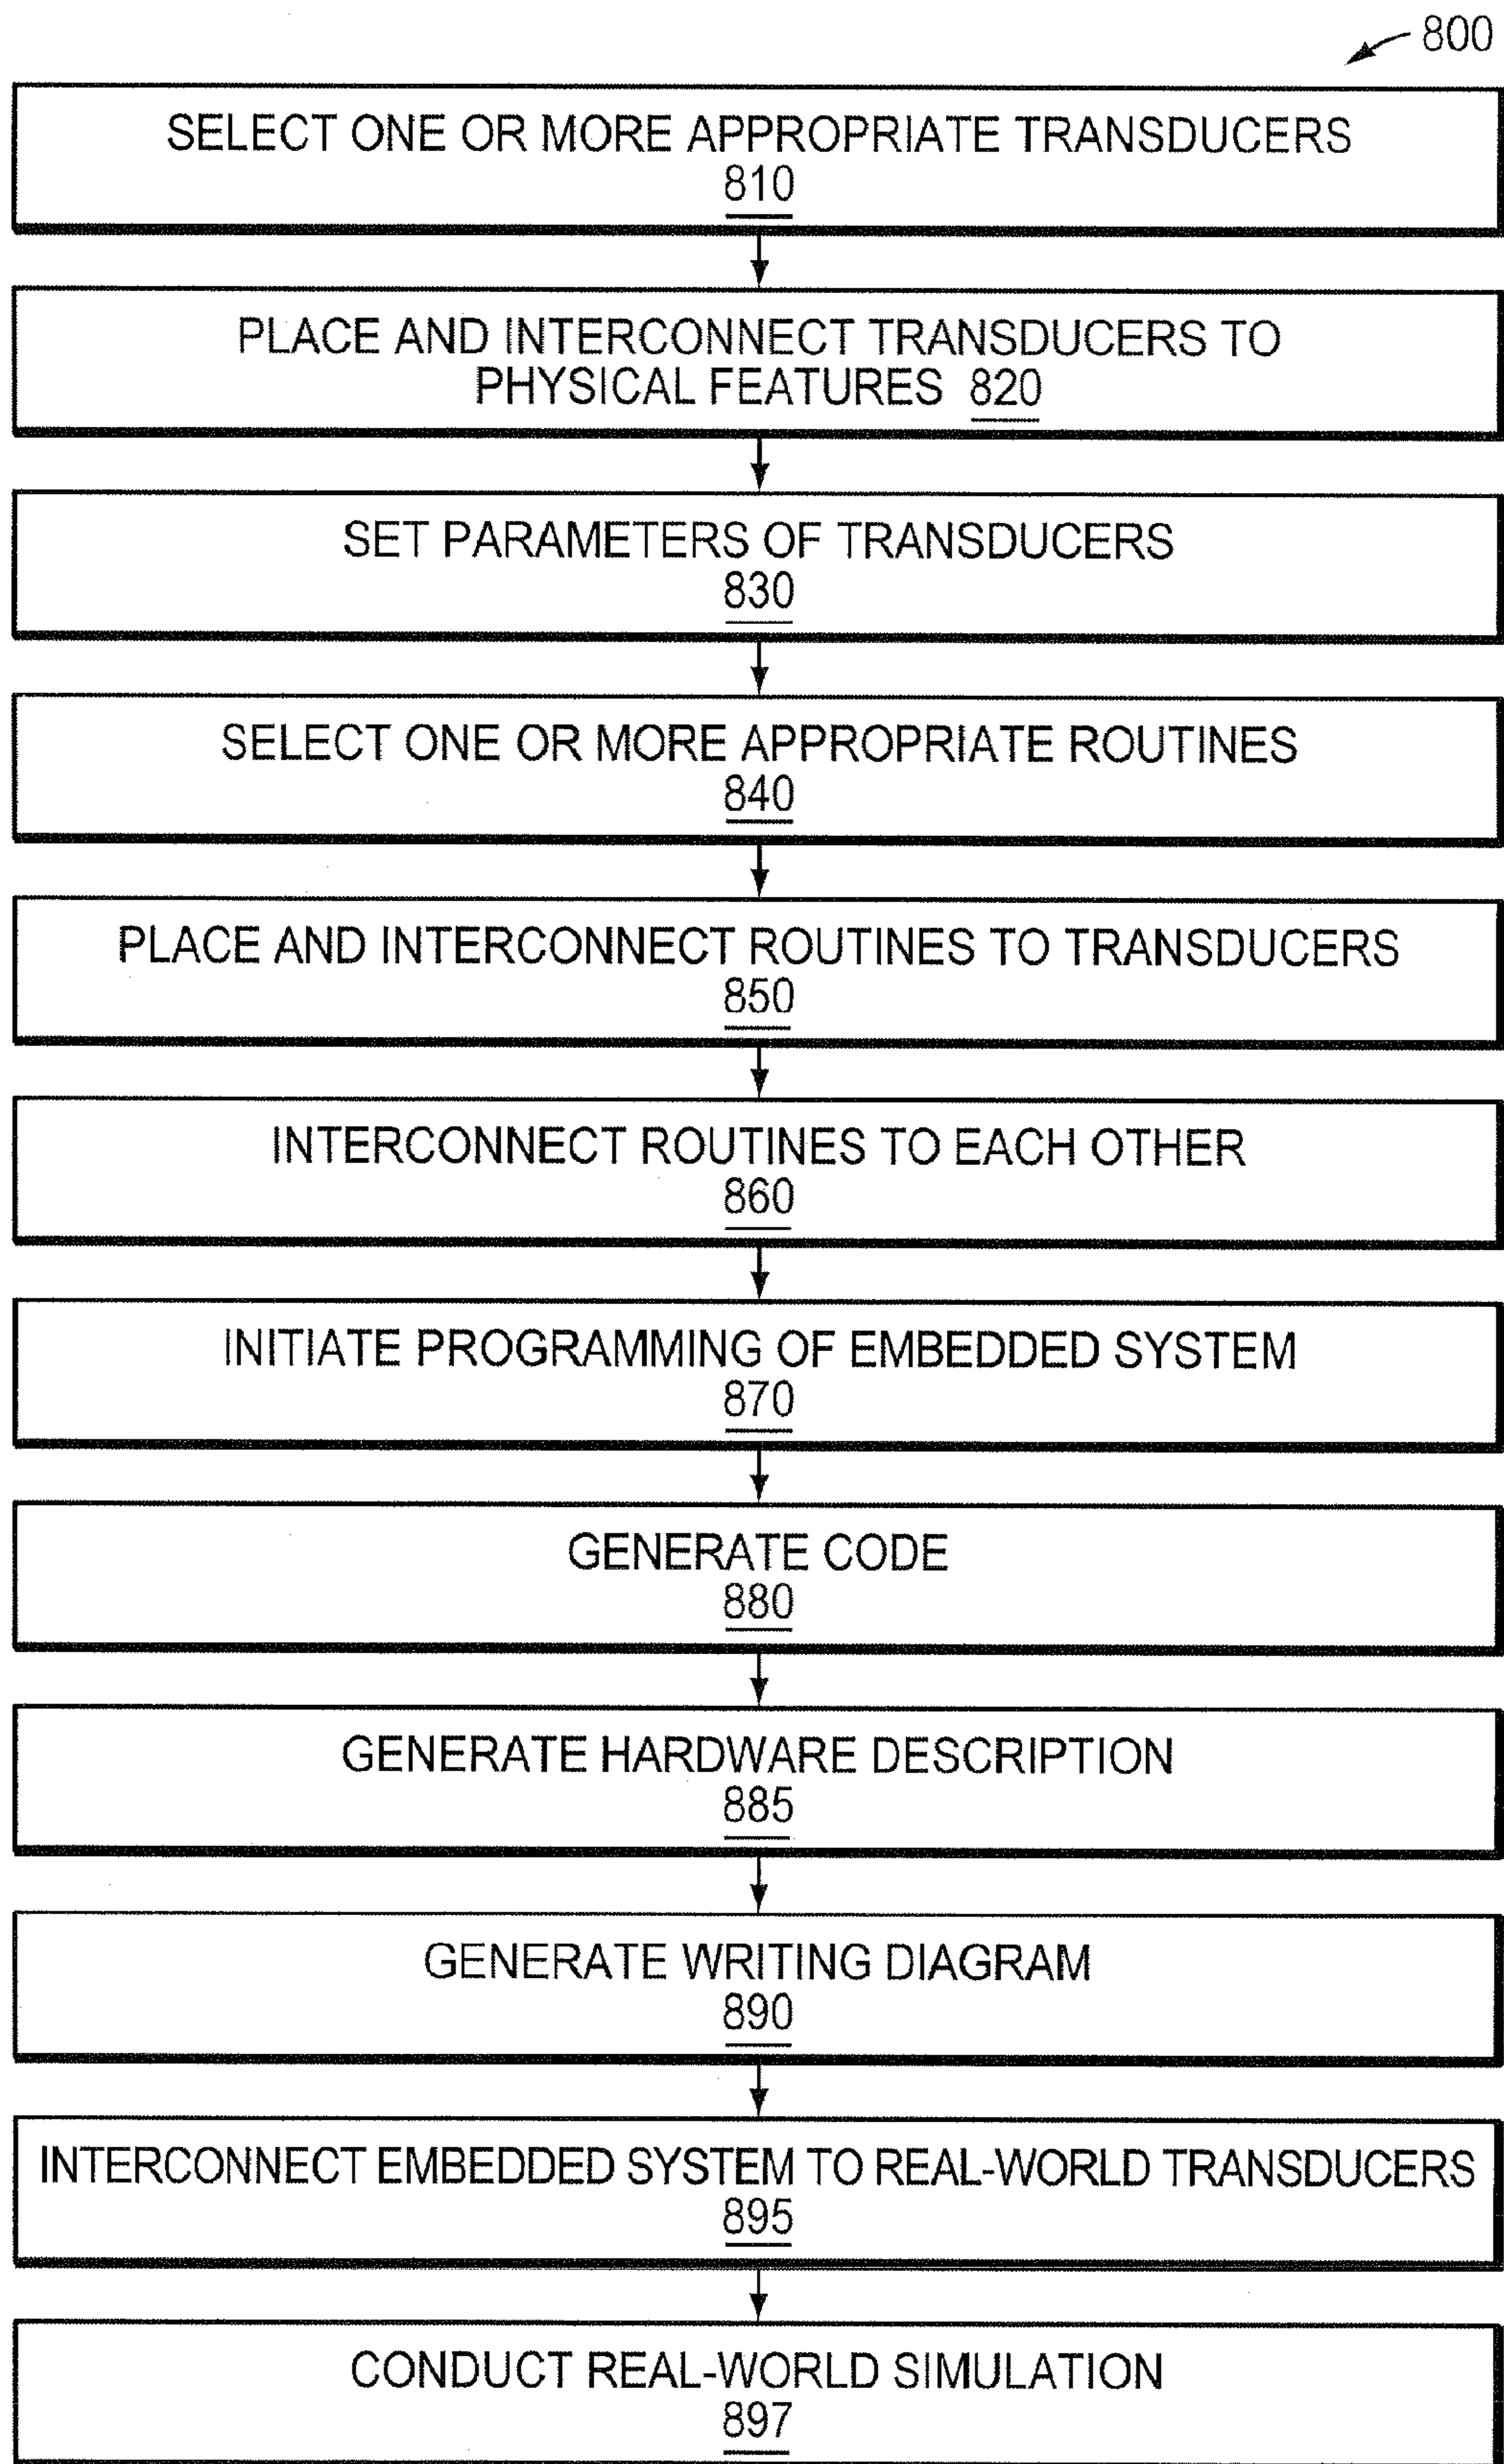 800
SELECT ONE OR MORE APPROPRIATE TRANSDUCERS
810
PLACE AND INTERCONNECT TRANSDUCERS TO
PHYSICAL FEATURES 820
SET PARAMETERS OF TRANSDUCERS
830
SELECT ONE OR MORE APPROPRIATE ROUTINES
840
PLACE AND INTERCONNECT ROUTINES TO TRANSDUCERS
850
INTERCONNECT ROUTINES TO EACH OTHER
860
INITIATE PROGRAMMING OF EMBEDDED SYSTEM
870
GENERATE CODE
880
GENERATE HARDWARE DESCRIPTION
885
GENERATE WRITING DIAGRAM
890
INTERCONNECT EMBEDDED SYSTEM TO REAL-WORLD TRANSDUCERS
895
CONDUCT REAL-WORLD SIMULATION
897